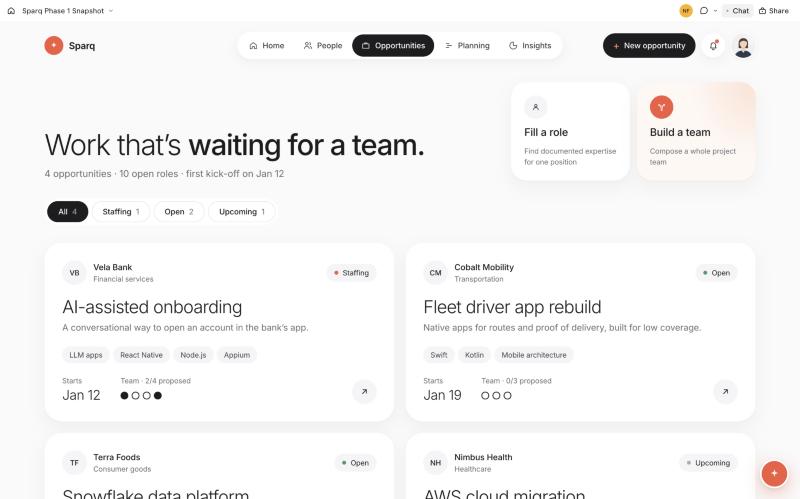 Sparq Phase 1 Snapshot
NF
Chat
Share
Sparq
Home
People
Opportunities
Planning
Insights
+ New opportunity
Work that's waiting for a team.
4 opportunities · 10 open roles · first kick-off on Jan 12
Fill a role
Find documented expertise
for one position
Build a team
Compose a whole project
team
All 4
Staffing 1
Open 2
Upcoming 1
VB
Vela Bank
Financial services
Staffing
AI-assisted onboarding
A conversational way to open an account in the bank's app.
LLM apps
React Native
Node.js
Appium
Starts
Jan 12
Team · 2/4 proposed
CM
Cobalt Mobility
Transportation
Open
Fleet driver app rebuild
Native apps for routes and proof of delivery, built for low coverage.
Swift
Kotlin
Mobile architecture
Starts
Jan 19
Team · 0/3 proposed
TF
Terra Foods
Consumer goods
Open
Snowflake data platform
NH
Nimbus Health
Healthcare
Upcoming
AWS cloud migration